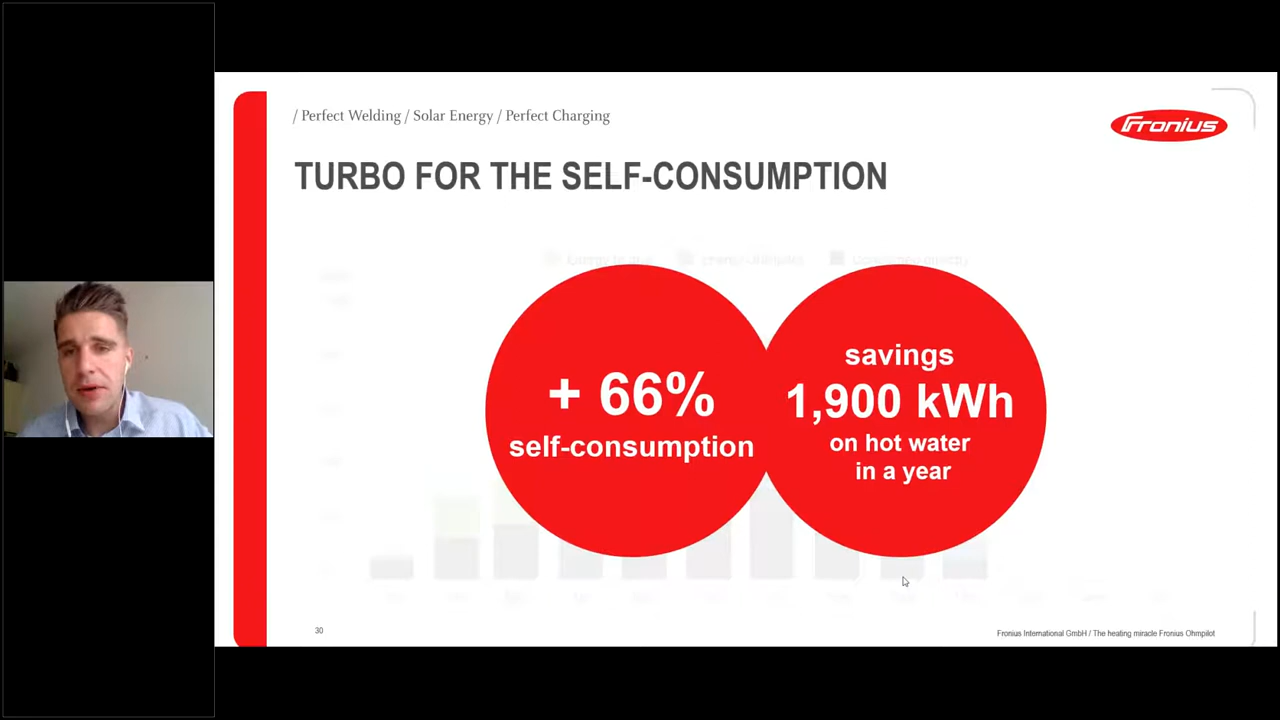 / Perfect Welding / Solar Energy / Perfect Charging
Fronius
TURBO FOR THE SELF-CONSUMPTION
+ 66%
self-consumption
savings
1,900 kWh
on hot water
in a year
30
Fronius International GmbH / The heating miracle Fronius Ohmpilot